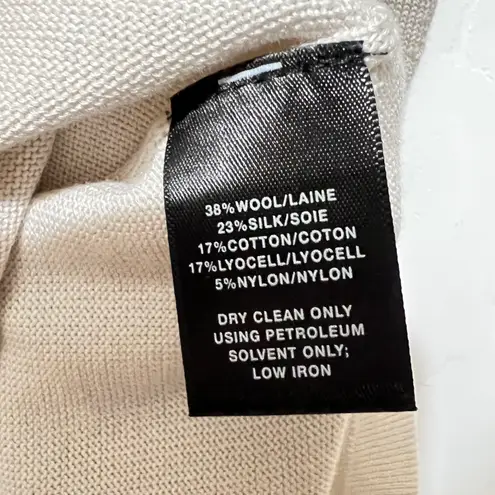 38%WOOL/LAINE
23%SILK/SOIE
17%COTTON/COTON
17%LYOCELL/LYOCELL
5%NYLON/NYLON
DRY CLEAN ONLY
USING PETROLEUM
SOLVENT ONLY;
LOW IRON